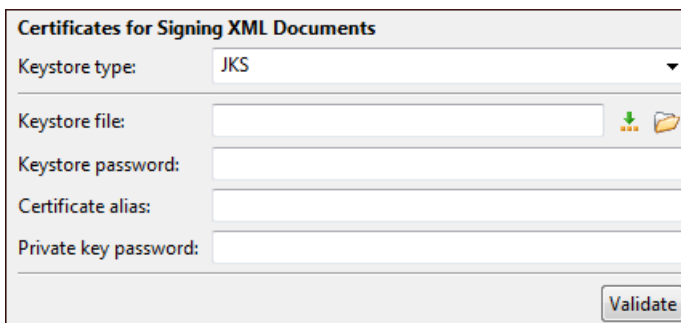 Certificates for Signing XML Documents
Keystore type: JKS
Keystore file:
Keystore password:
Certificate alias:
Private key password:
Validate